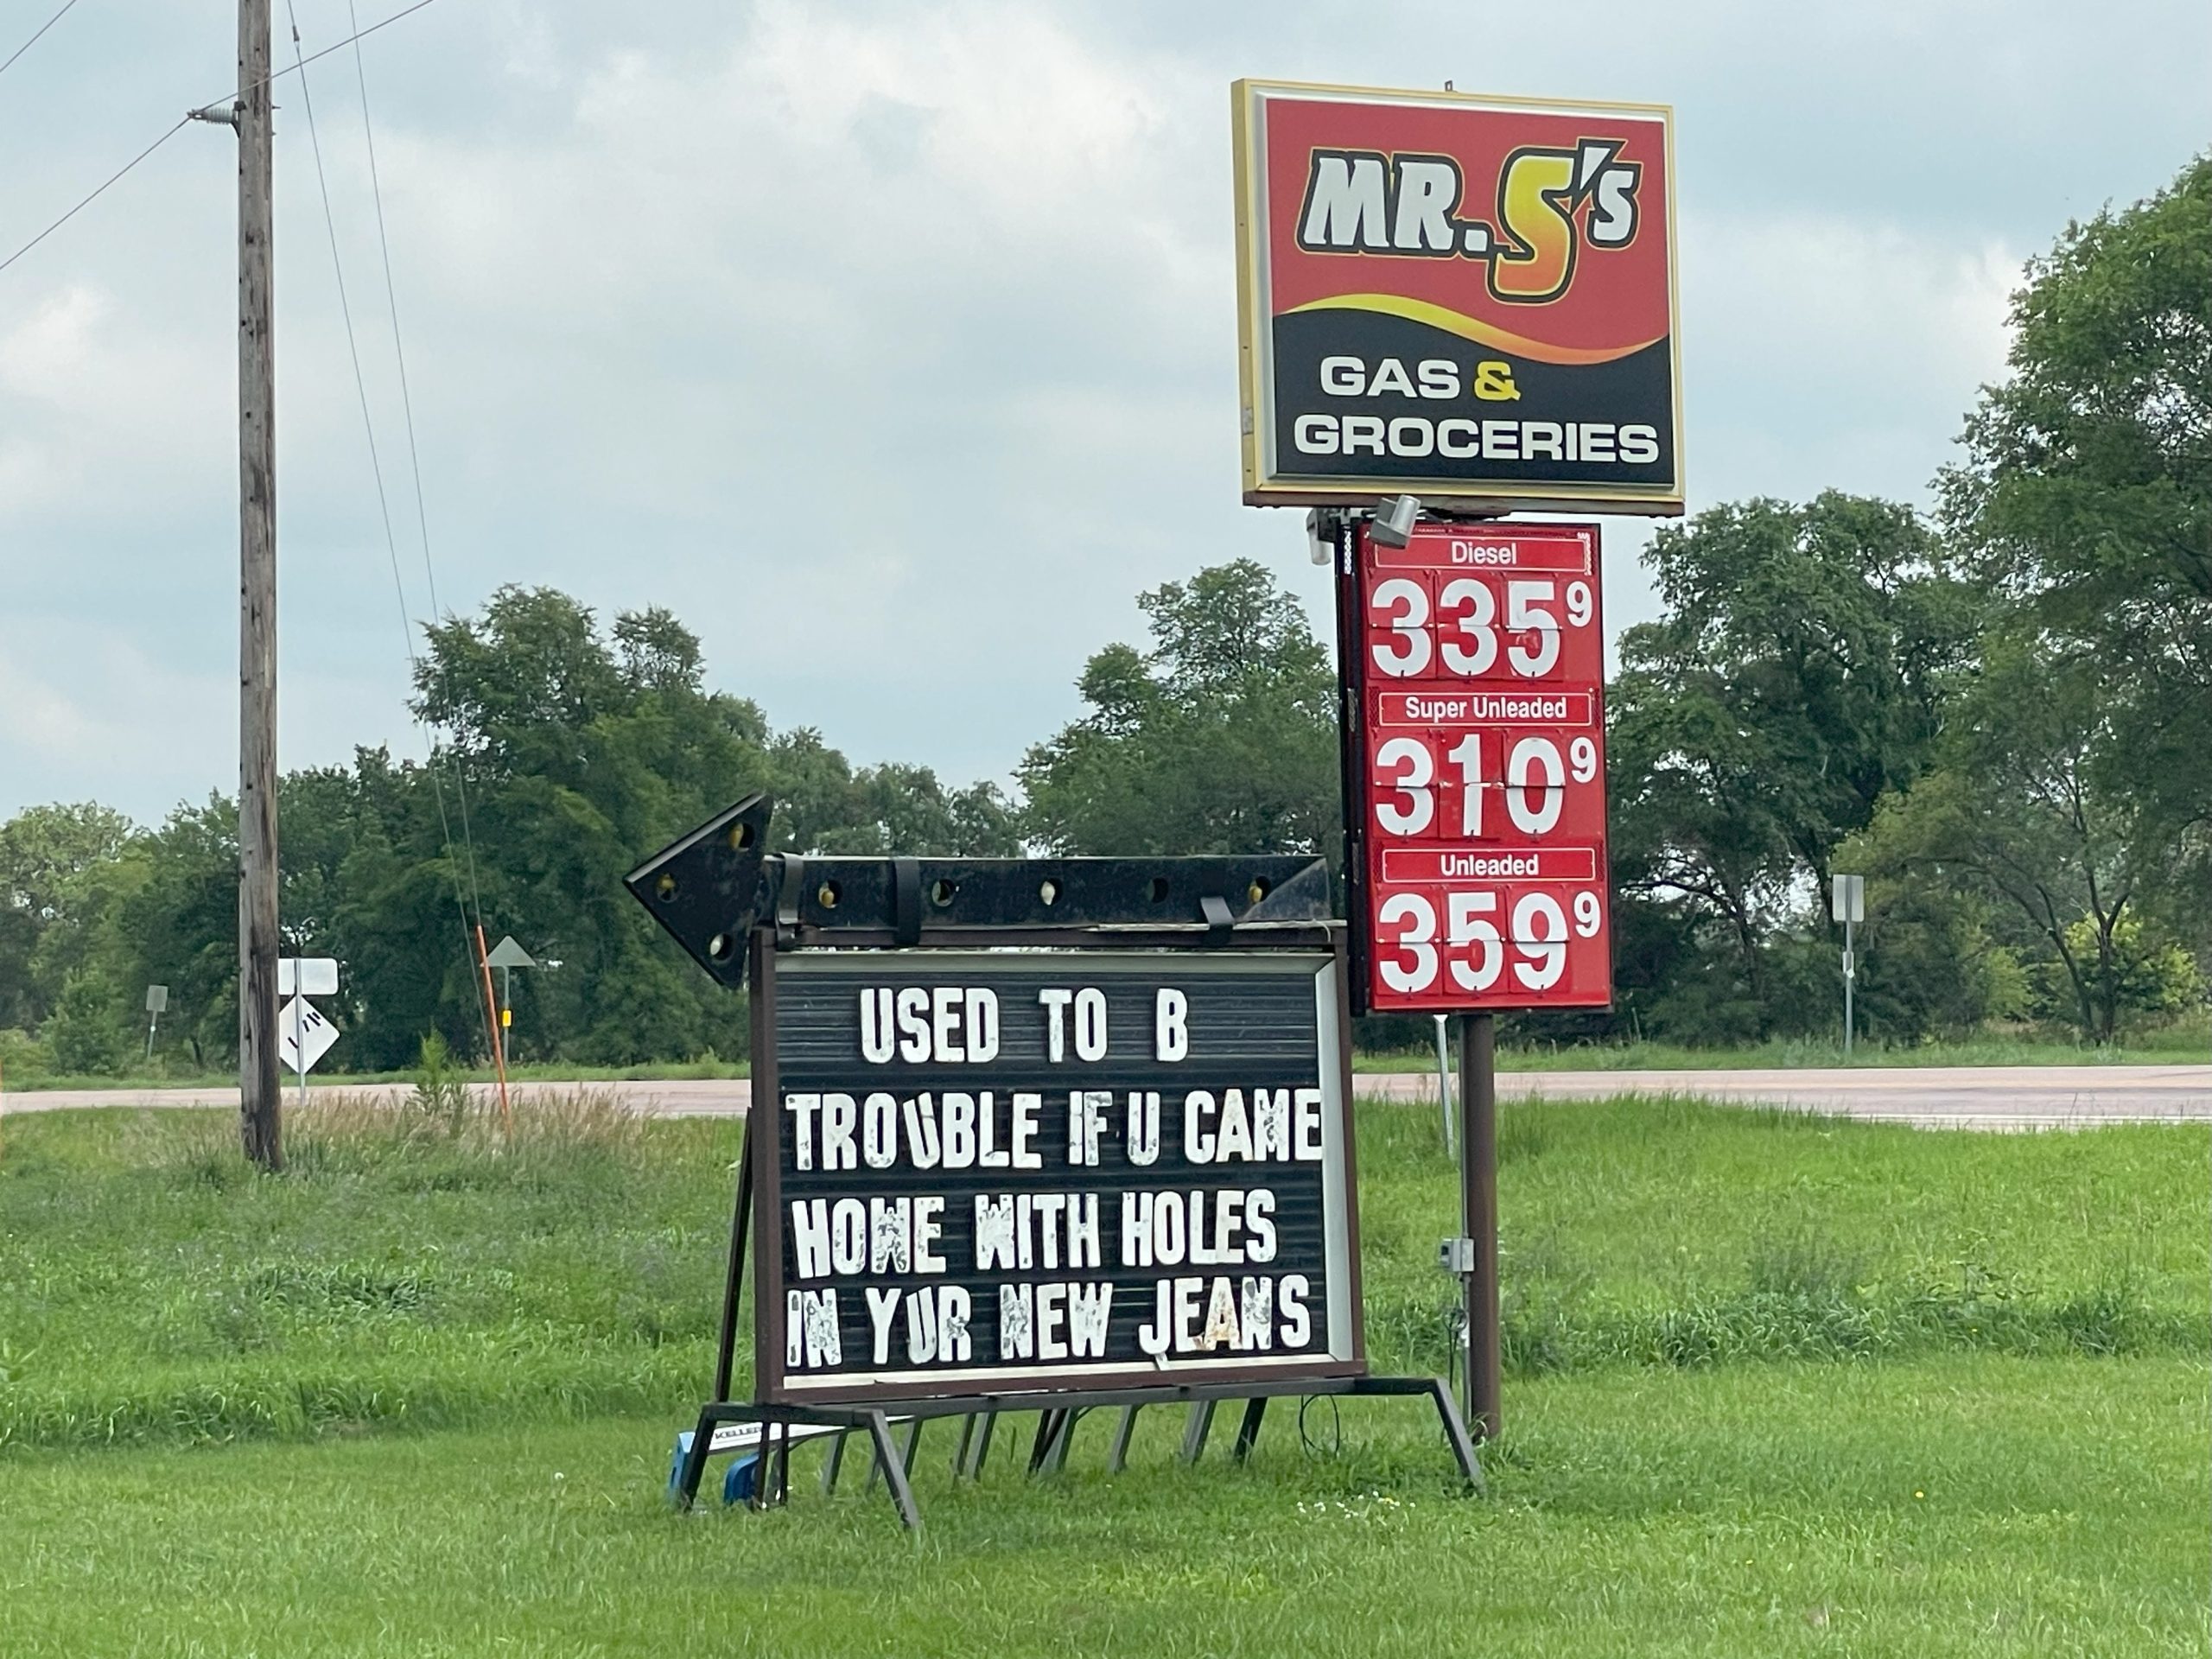 MR. S's
GAS &
GROCERIES
Diesel
335 9
Super Unleaded
310 9
Unleaded
359 9
USED TO B
TROUBLE IF U CAME
HOME WITH HOLES
IN YUR NEW JEANS